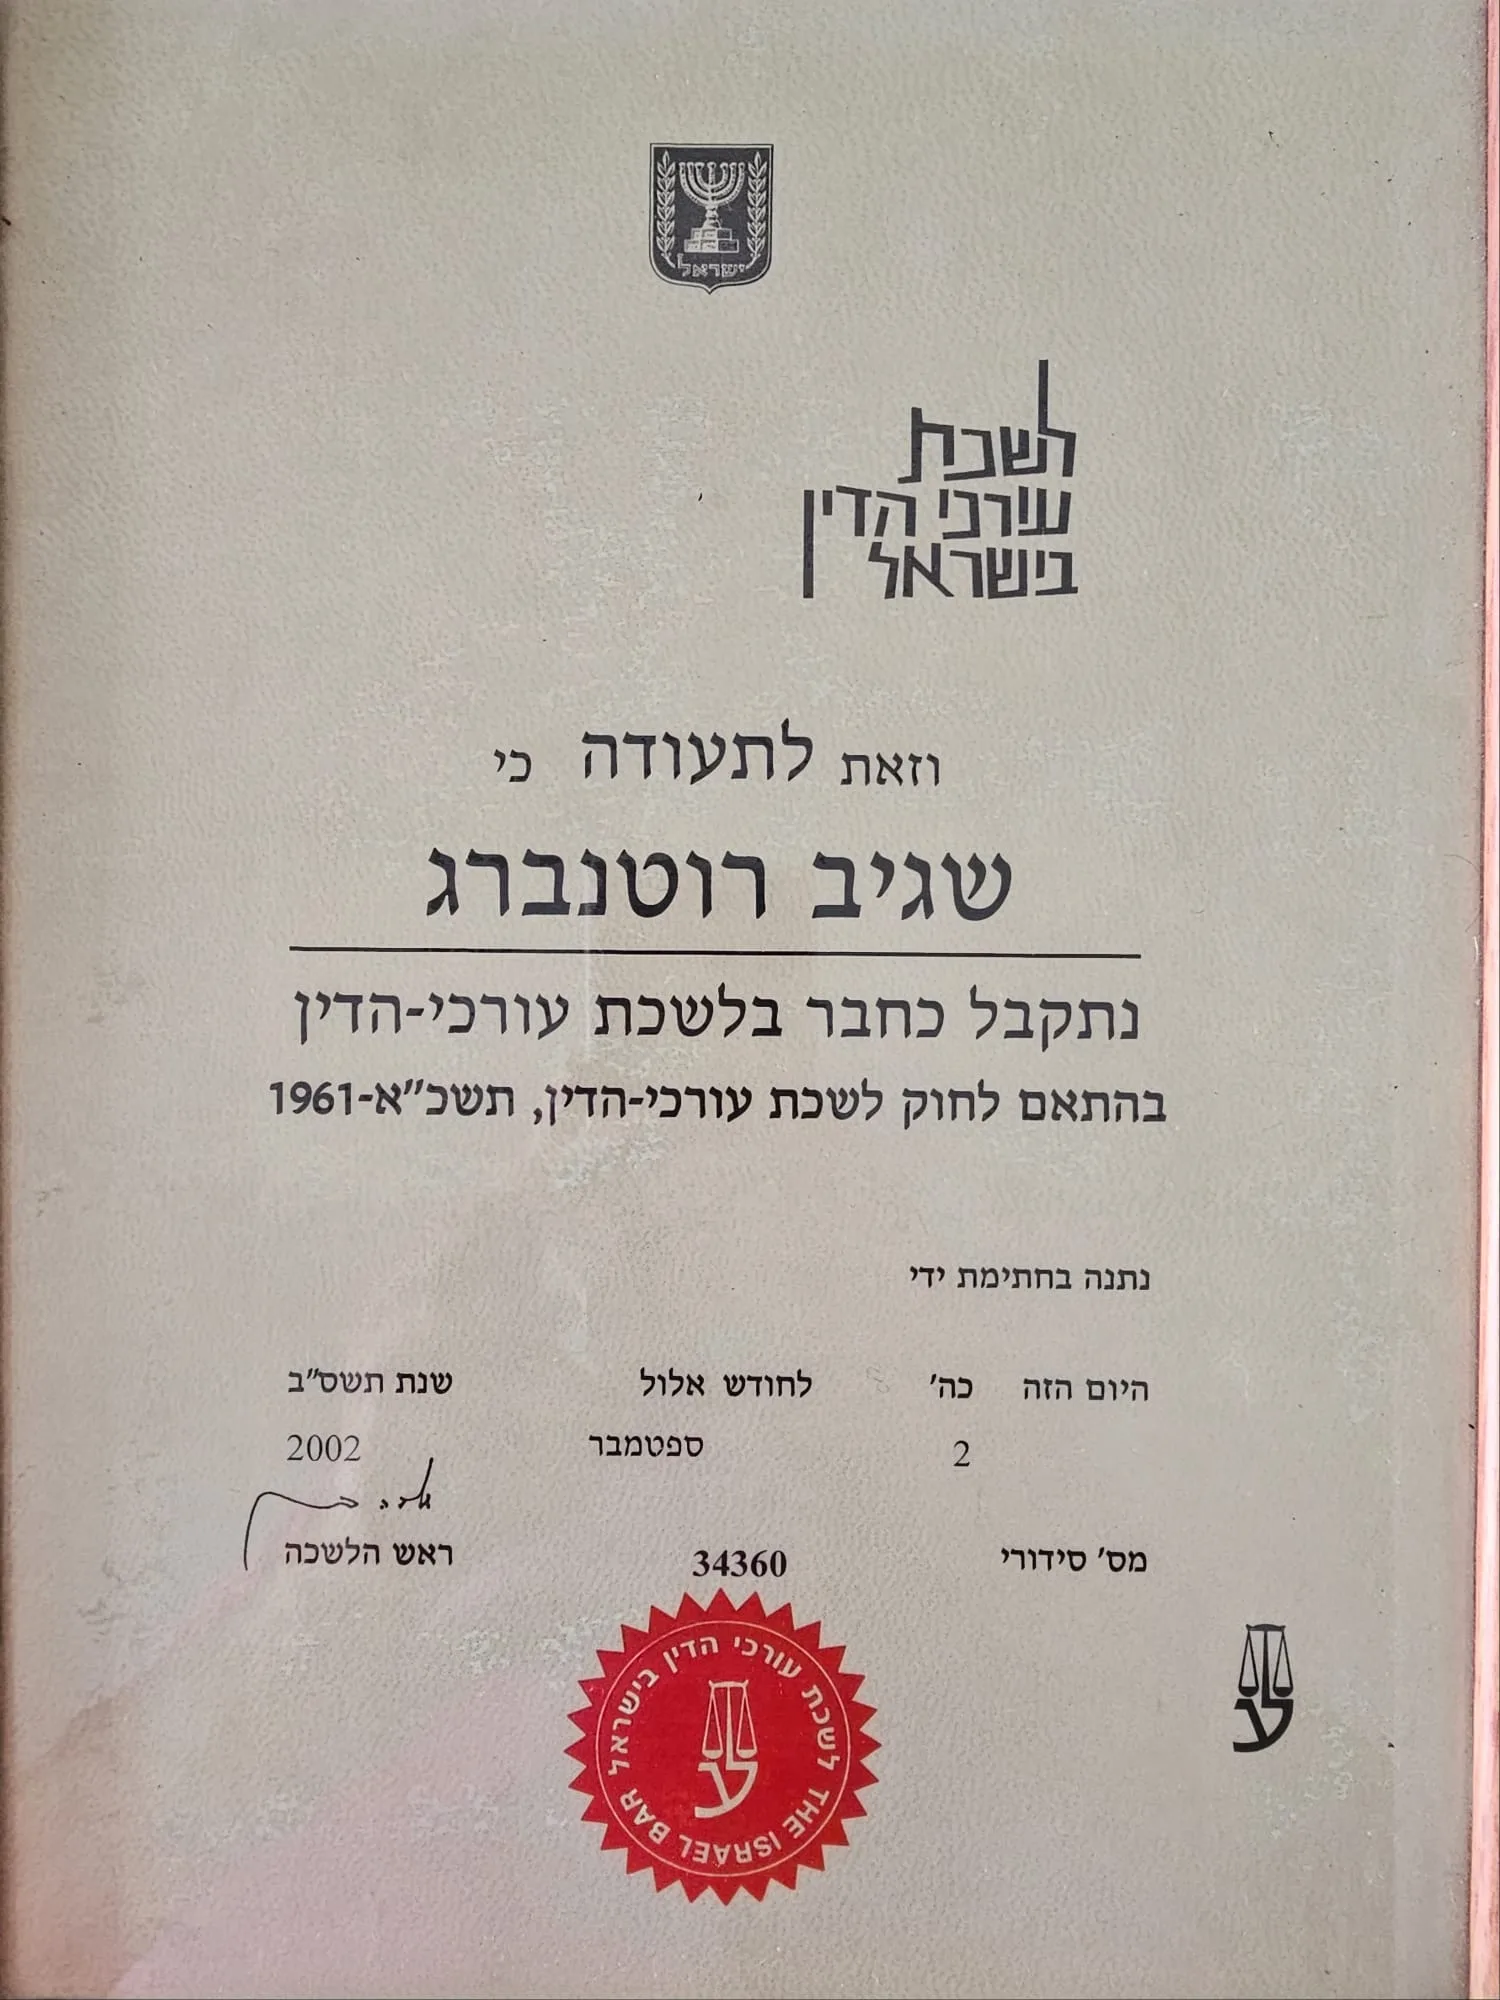 ישראל
לשכת
עורכי הדין
בישראל
וזאת לתעודה כי
שגיב רוטנברג
נתקבל כחבר בלשכת עורכי-הדין
בהתאם לחוק לשכת עורכי-הדין, תשכ"א-1961
נתנה בחתימת ידי
היום הזה כה' לחודש אלול שנת תשס"ב
2 ספטמבר 2002
מס' סידורי 34360 ראש הלשכה
לשכת עורכי הדין בישראל
THE ISRAEL BAR